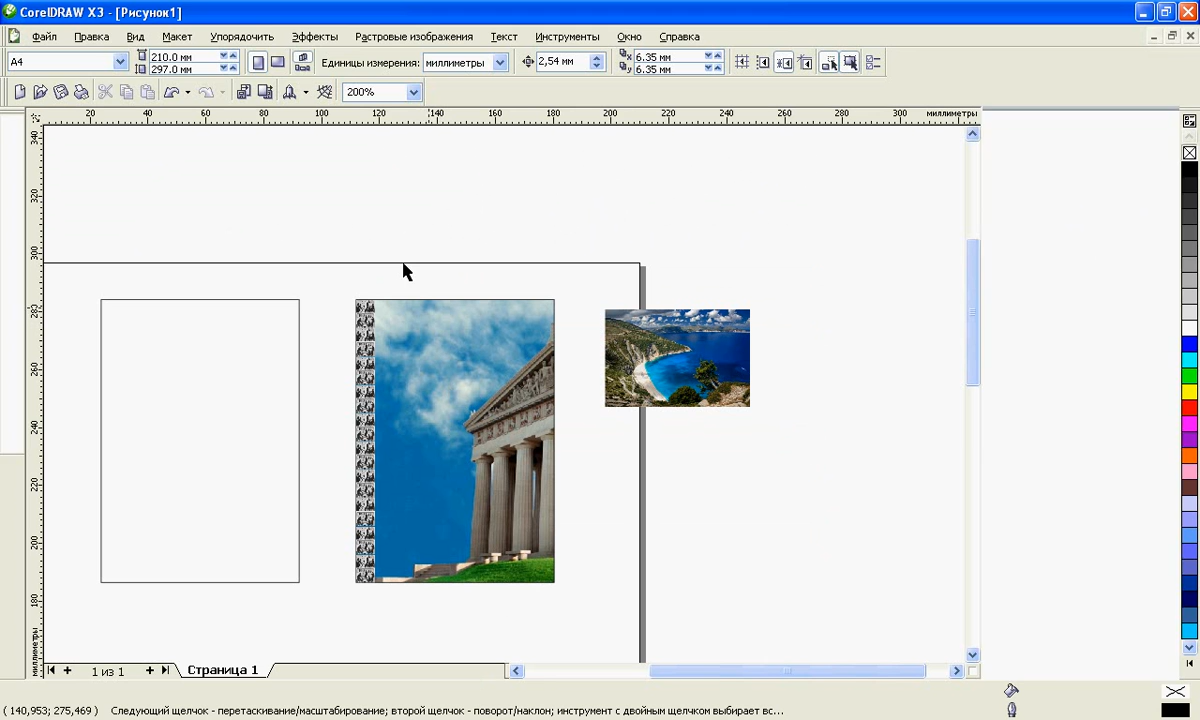 CorelDRAW X3 - [Рисунок1]
Файл Правка Вид Макет Упорядочить Эффекты Растровые изображения Текст Инструменты Окно Справка
A4 210.0 мм 297.0 мм Единицы измерения: миллиметры 2,54 мм 6.35 мм 6.35 мм
200%
20 40 60 80 100 120 140 160 180 200 220 240 260 280 300 миллиметры
340
320
300
282
260
240
220
200
180
миллиметры
1 из 1 Страница 1
( 140,953; 275,469 ) Следующий щелчок - перетаскивание/масштабирование; второй щелчок - поворот/наклон; инструмент с двойным щелчком выбирает вс...